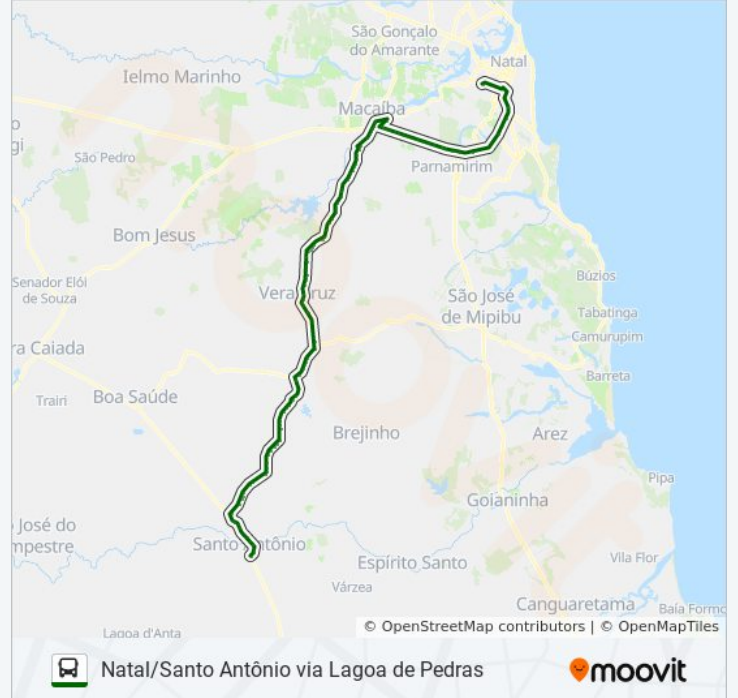 São Gonçalo
do Amarante
Natal
Ielmo Marinho
Macaíba
São Pedro
Parnamirim
Bom Jesus
Senador Elói
de Souza
Vera Cruz
São José
de Mipibu
Búzios
Tabatinga
Camurupim
ra Caiada
Barreta
Trairi
Boa Saúde
Brejinho
Arez
Pipa
Goianinha
José do
mpestre
Santo Antônio
Espírito Santo
Vila Flor
Várzea
Canguaretama
Baía Formo
Lagoa d'Anta
© OpenStreetMap contributors | © OpenMapTiles
Natal/Santo Antônio via Lagoa de Pedras
moovit